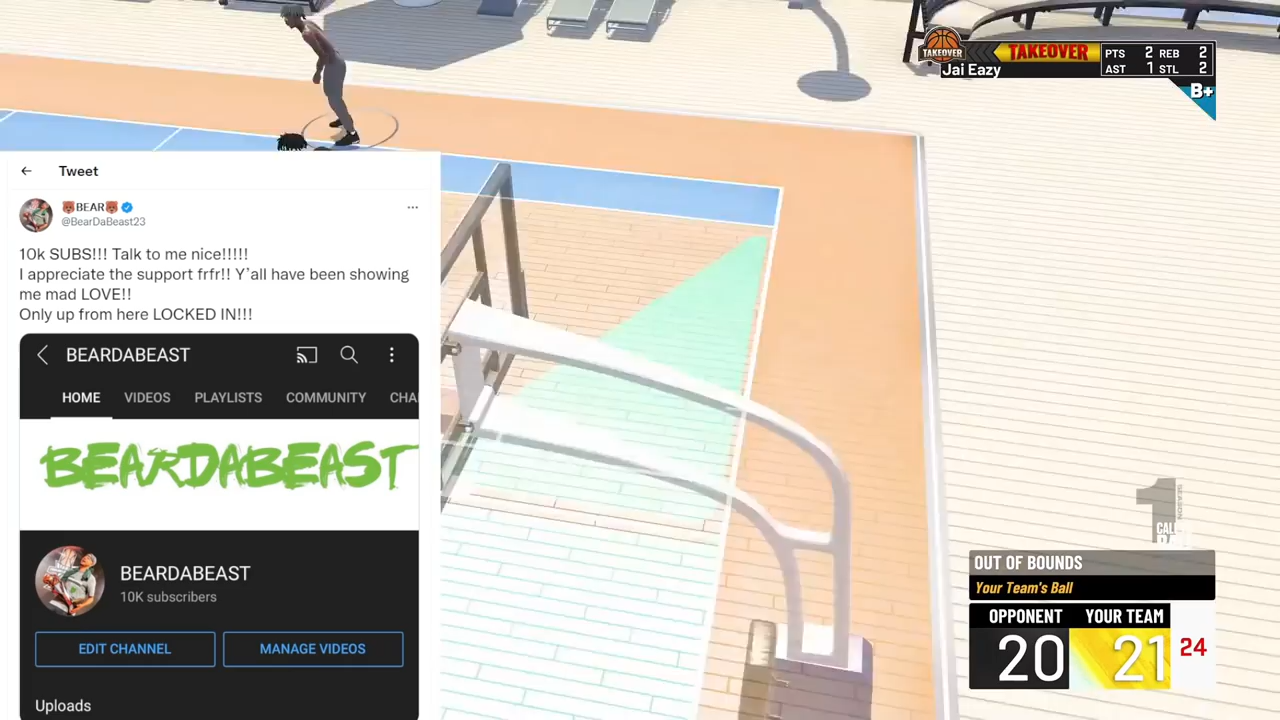 TAKEOVER
TAKEOVER
PTS 2 REB 2
Jai Eazy
AST 1 STL 2
B+
Tweet
🐻BEAR🐻
@BearDaBeast23
10k SUBS!!! Talk to me nice!!!!!
I appreciate the support frfr!! Y'all have been showing
me mad LOVE!!
Only up from here LOCKED IN!!!
BEARDABEAST
HOME VIDEOS PLAYLISTS COMMUNITY CHA
BEARDABEAST
BEARDABEAST
10K subscribers
EDIT CHANNEL MANAGE VIDEOS
Uploads
1
SEASON
OUT OF BOUNDS
Your Team's Ball
OPPONENT YOUR TEAM
20 21 24